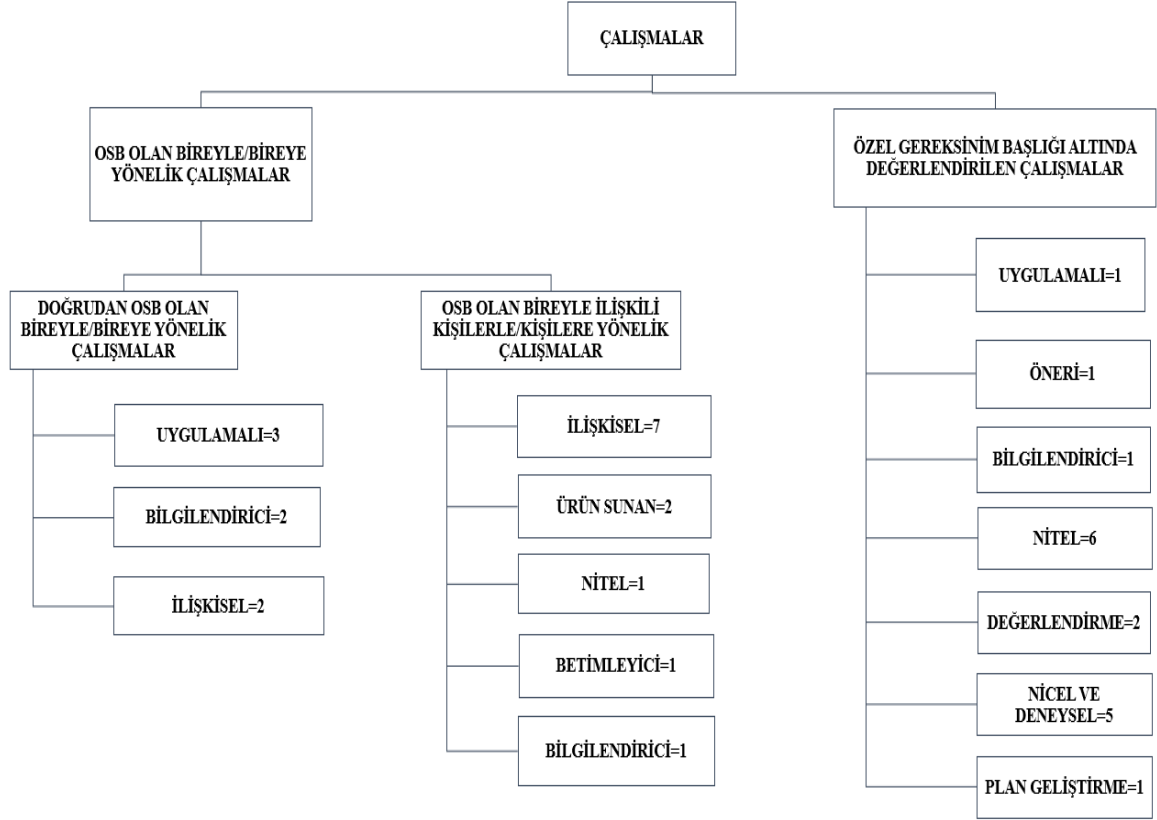 ÇALIŞMALAR
OSB OLAN BİREYLE/BİREYE
YÖNELİK ÇALIŞMALAR
ÖZEL GEREKSİNİM BAŞLIĞI ALTINDA
DEĞERLENDİRİLEN ÇALIŞMALAR
DOĞRUDAN OSB OLAN
BİREYLE/BİREYE YÖNELİK
ÇALIŞMALAR
UYGULAMALI=3
BİLGİLENDİRİCİ=2
İLİŞKİSEL=2
OSB OLAN BİREYLE İLİŞKİLİ
KİŞİLERLE/KİŞİLERE YÖNELİK
ÇALIŞMALAR
İLİŞKİSEL=7
ÜRÜN SUNAN=2
NİTEL=1
BETİMLEYİCİ=1
BİLGİLENDİRİCİ=1
UYGULAMALI=1
ÖNERİ=1
BİLGİLENDİRİCİ=1
NİTEL=6
DEĞERLENDİRME=2
NİCEL VE
DENEYSEL=5
PLAN GELİŞTİRME=1